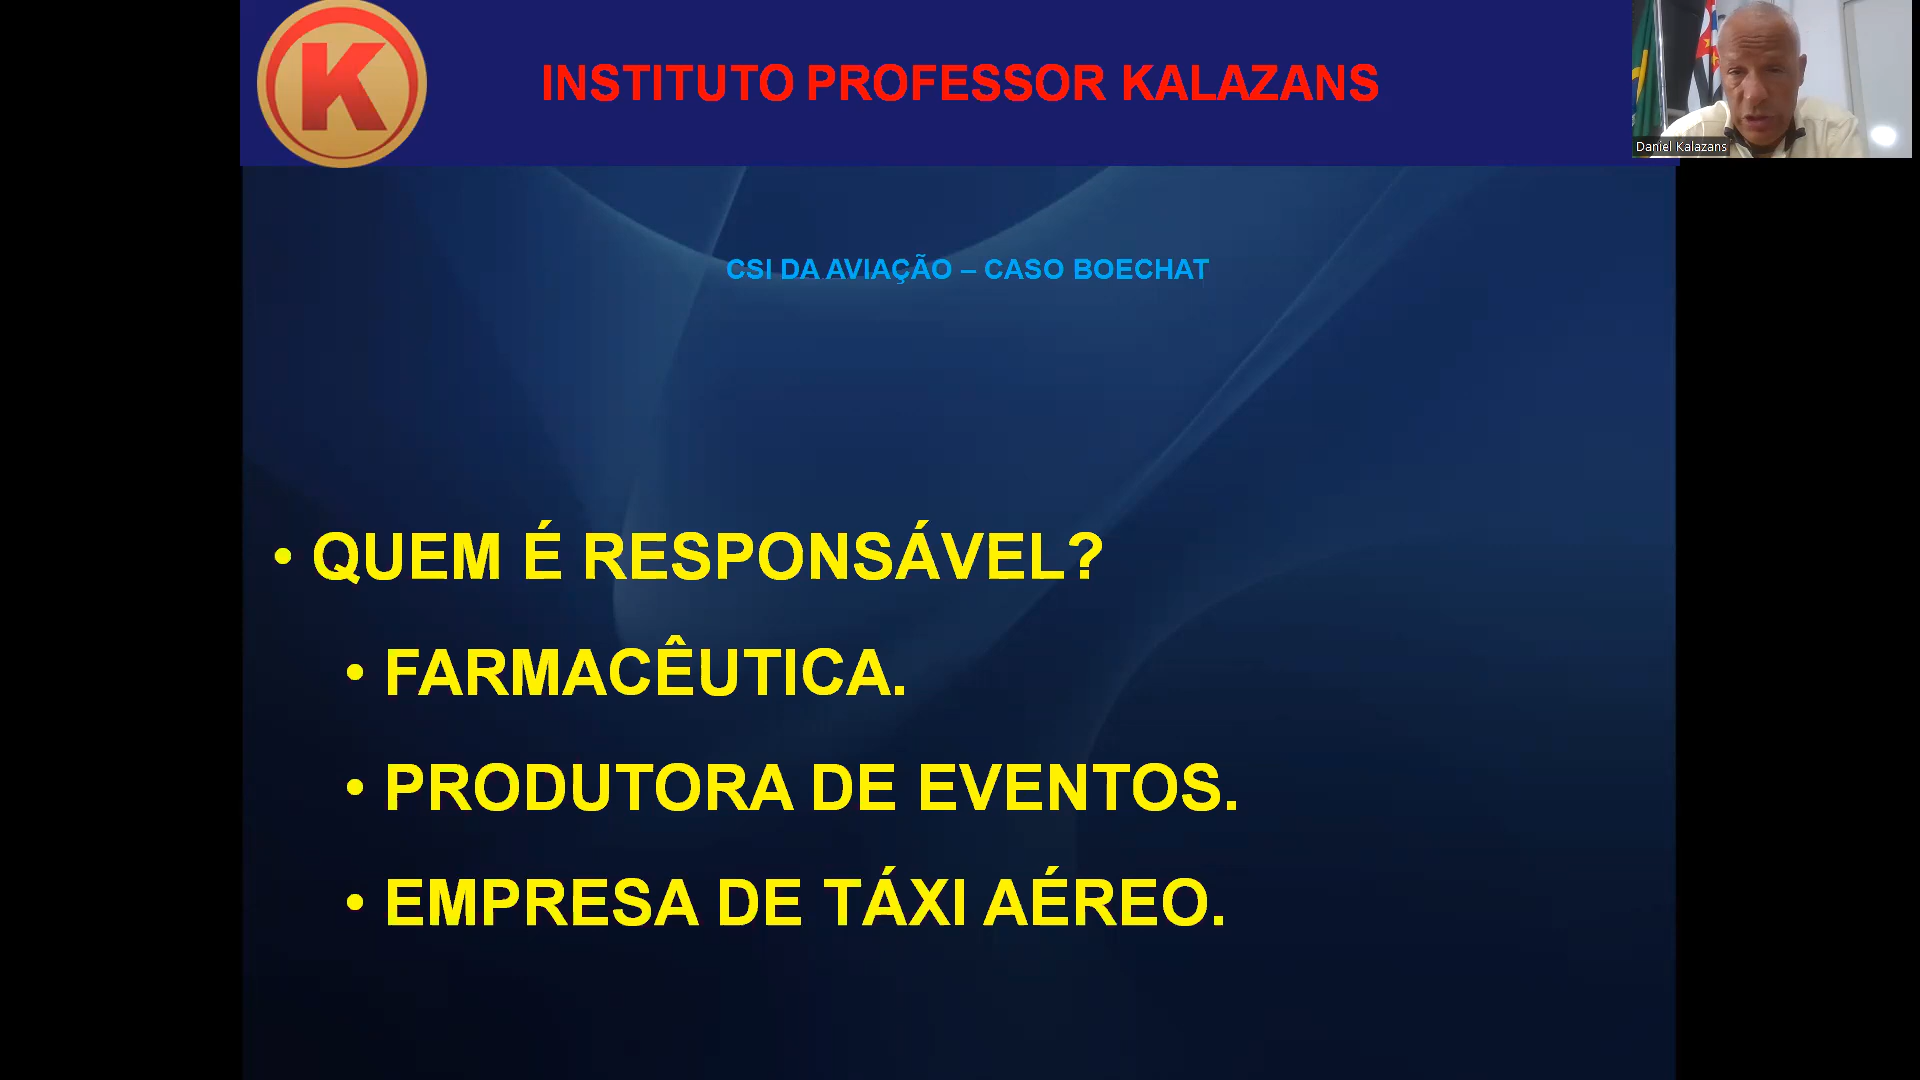 K
INSTITUTO PROFESSOR KALAZANS
Daniel Kalazans
CSI DA AVIAÇÃO – CASO BOECHAT
• QUEM É RESPONSÁVEL?
• FARMACÊUTICA.
• PRODUTORA DE EVENTOS.
• EMPRESA DE TÁXI AÉREO.